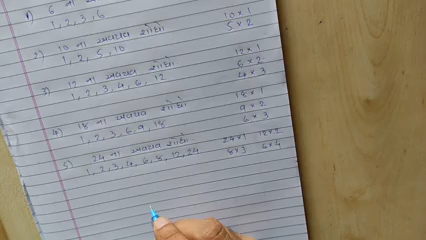 1) 6 ના
1, 2, 3, 6
2) 10 ના અવયવ શોધો
1, 2, 5, 10
10 x 1
5 x 2
3) 12 ના અવયવ શોધો
1, 2, 3, 4, 6, 12
12 x 1
6 x 2
4 x 3
4) 18 ના અવયવ શોધો
1, 2, 3, 6, 9, 18
18 x 1
9 x 2
6 x 3
5) 24 ના અવયવ શોધો
1, 2, 3, 4, 6, 8, 12, 24
24 x 1 12 x 2
8 x 3 6 x 4